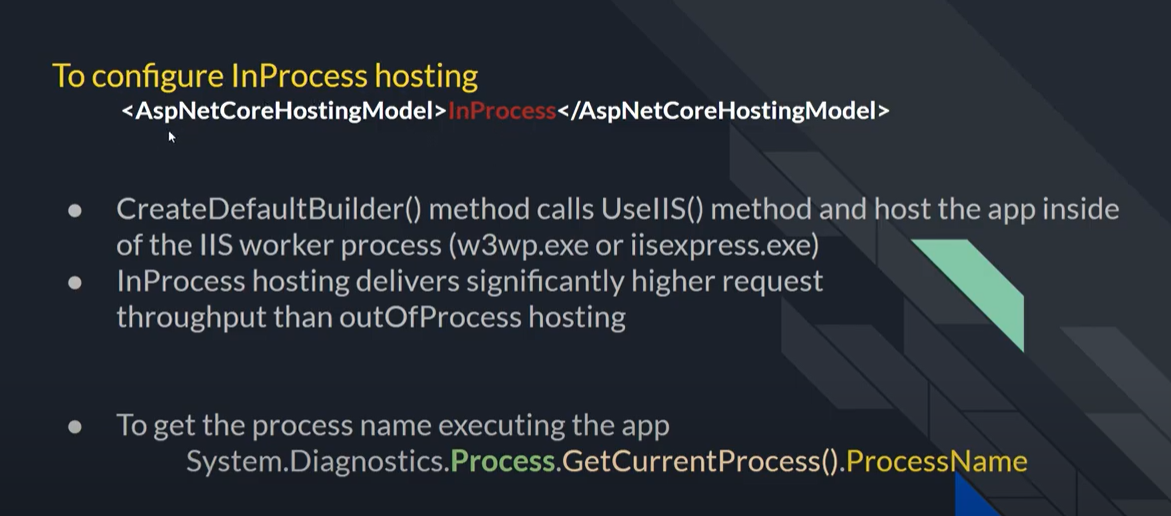 To configure InProcess hosting
<AspNetCoreHostingModel>InProcess</AspNetCoreHostingModel>
● CreateDefaultBuilder() method calls UseIIS() method and host the app inside
of the IIS worker process (w3wp.exe or iisexpress.exe)
● InProcess hosting delivers significantly higher request
throughput than outOfProcess hosting
● To get the process name executing the app
System.Diagnostics.Process.GetCurrentProcess().ProcessName